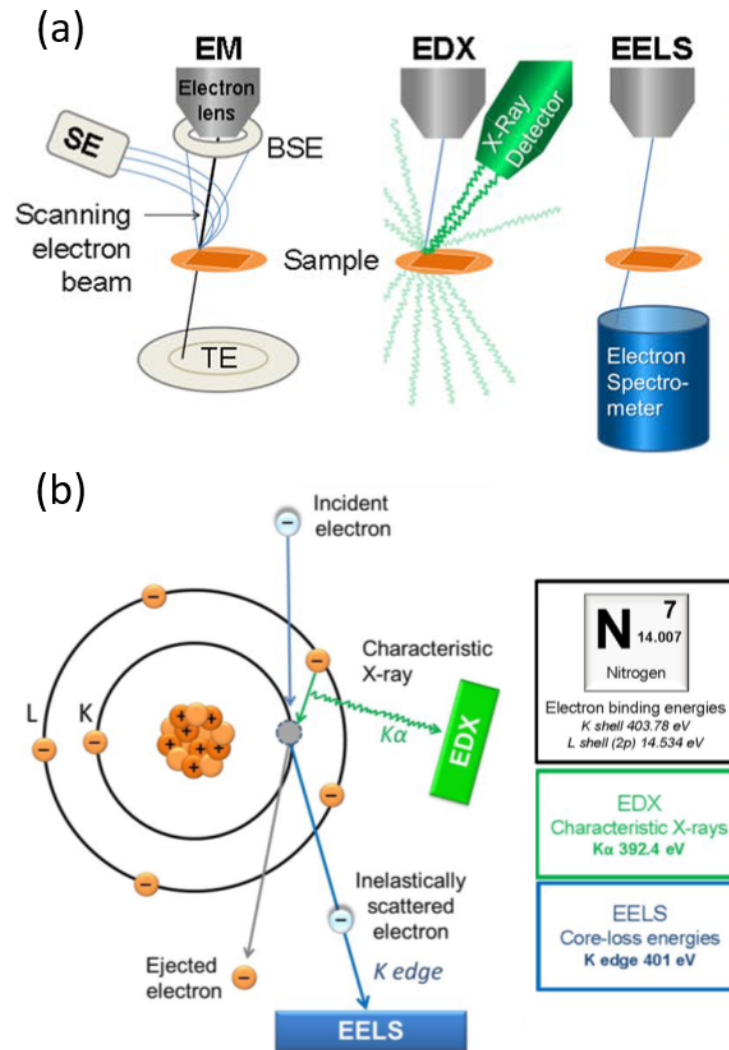 (a)
EM
EDX
EELS
Electron
lens
SE
BSE
X-Ray
Detector
Scanning
electron
beam
Sample
TE
Electron
Spectro-
meter
(b)
Incident
electron
Characteristic
X-ray
L
K
Kα
EDX
Inelastically
scattered
electron
K edge
Ejected
electron
EELS
7
N
14.007
Nitrogen
Electron binding energies
K shell 403.78 eV
L shell (2p) 14.534 eV
EDX
Characteristic X-rays
Kα 392.4 eV
EELS
Core-loss energies
K edge 401 eV